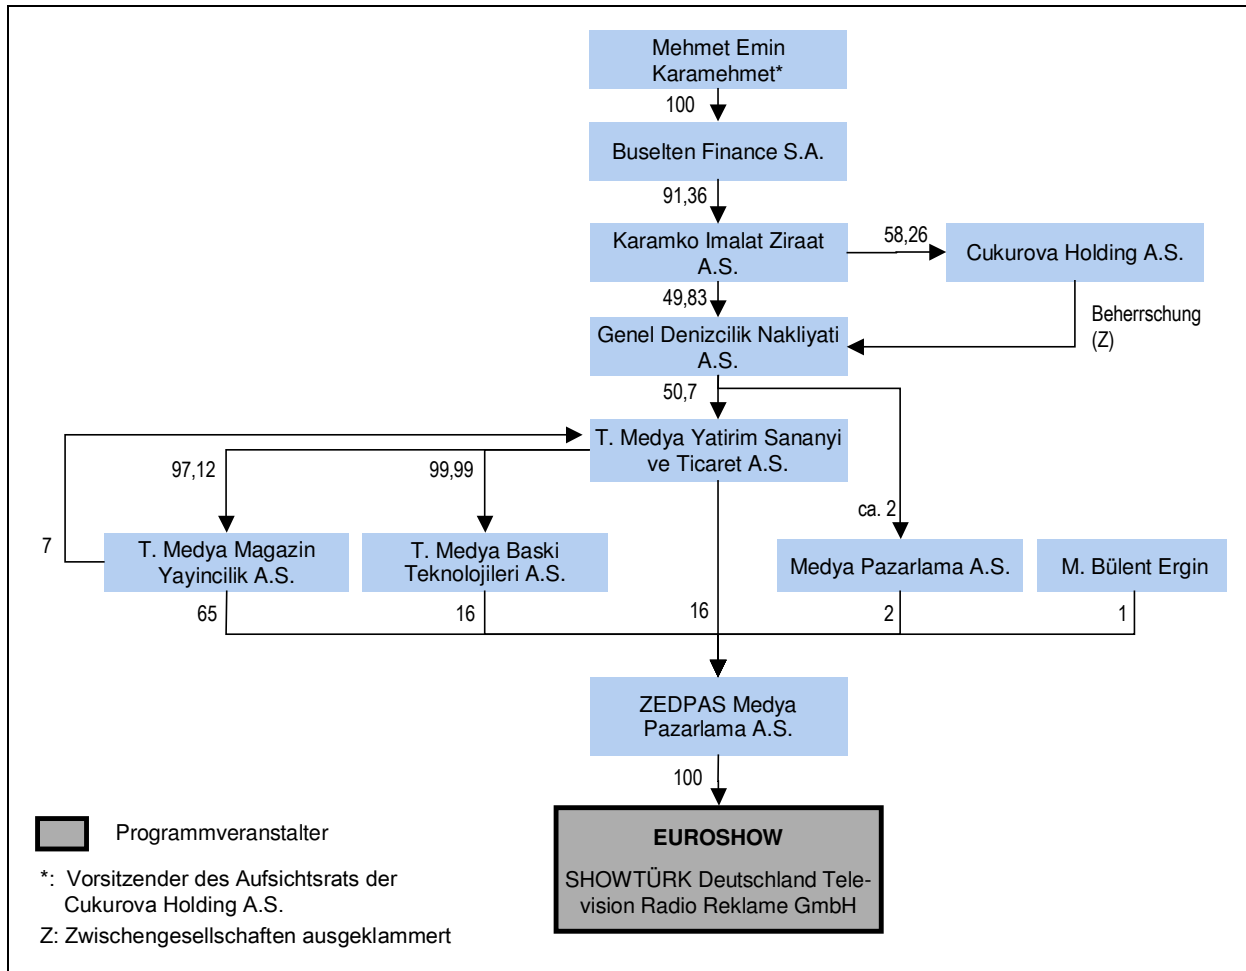 Mehmet Emin
Karamehmet*
100
Buselten Finance S.A.
91,36
Karamko Imalat Ziraat
A.S.
58,26
Cukurova Holding A.S.
49,83
Beherrschung
(Z)
Genel Denizcilik Nakliyati
A.S.
50,7
T. Medya Yatirim Sananyi
ve Ticaret A.S.
97,12
99,99
ca. 2
7
T. Medya Magazin
Yayincilik A.S.
T. Medya Baski
Teknolojileri A.S.
Medya Pazarlama A.S.
M. Bülent Ergin
65
16
16
2
1
ZEDPAS Medya
Pazarlama A.S.
100
EUROSHOW
SHOWTÜRK Deutschland Tele-
vision Radio Reklame GmbH
Programmveranstalter
*: Vorsitzender des Aufsichtsrats der
Cukurova Holding A.S.
Z: Zwischengesellschaften ausgeklammert